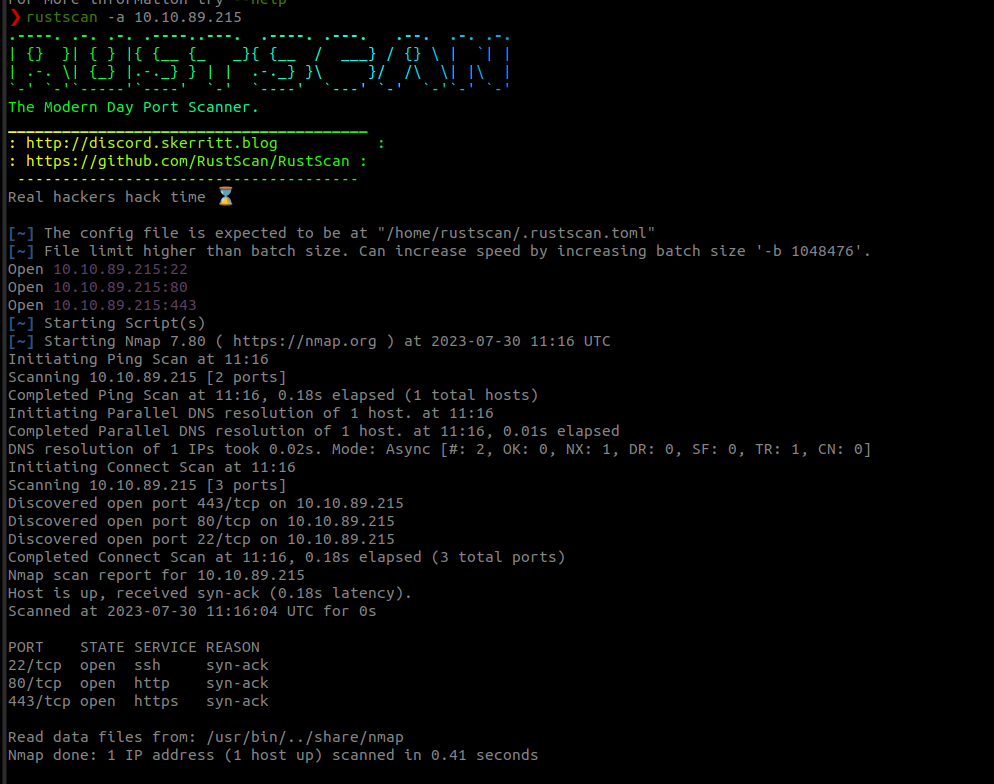 For more information try --help
❯ rustscan -a 10.10.89.215
.----. .-. .-. .----..---.  .----. .---.   .--.  .-. .-.
| {}  }| { } |{ {__ {_   _}{ {__  /  ___} / {} \ |  `| |
| .-. \| {_} |.-._} } | |  .-._} }\     }/  /\  \| |\  |
`-' `-'`-----'`----'  `-'  `----'  `---' `-'  `-'`-' `-'
The Modern Day Port Scanner.
________________________________________
: http://discord.skerritt.blog           :
: https://github.com/RustScan/RustScan :
 --------------------------------------
Real hackers hack time ⌛
[~] The config file is expected to be at "/home/rustscan/.rustscan.toml"
[~] File limit higher than batch size. Can increase speed by increasing batch size '-b 1048476'.
Open 10.10.89.215:22
Open 10.10.89.215:80
Open 10.10.89.215:443
[~] Starting Script(s)
[~] Starting Nmap 7.80 ( https://nmap.org ) at 2023-07-30 11:16 UTC
Initiating Ping Scan at 11:16
Scanning 10.10.89.215 [2 ports]
Completed Ping Scan at 11:16, 0.18s elapsed (1 total hosts)
Initiating Parallel DNS resolution of 1 host. at 11:16
Completed Parallel DNS resolution of 1 host. at 11:16, 0.01s elapsed
DNS resolution of 1 IPs took 0.02s. Mode: Async [#: 2, OK: 0, NX: 1, DR: 0, SF: 0, TR: 1, CN: 0]
Initiating Connect Scan at 11:16
Scanning 10.10.89.215 [3 ports]
Discovered open port 443/tcp on 10.10.89.215
Discovered open port 80/tcp on 10.10.89.215
Discovered open port 22/tcp on 10.10.89.215
Completed Connect Scan at 11:16, 0.18s elapsed (3 total ports)
Nmap scan report for 10.10.89.215
Host is up, received syn-ack (0.18s latency).
Scanned at 2023-07-30 11:16:04 UTC for 0s
PORT    STATE SERVICE REASON
22/tcp  open  ssh     syn-ack
80/tcp  open  http    syn-ack
443/tcp open  https   syn-ack
Read data files from: /usr/bin/../share/nmap
Nmap done: 1 IP address (1 host up) scanned in 0.41 seconds